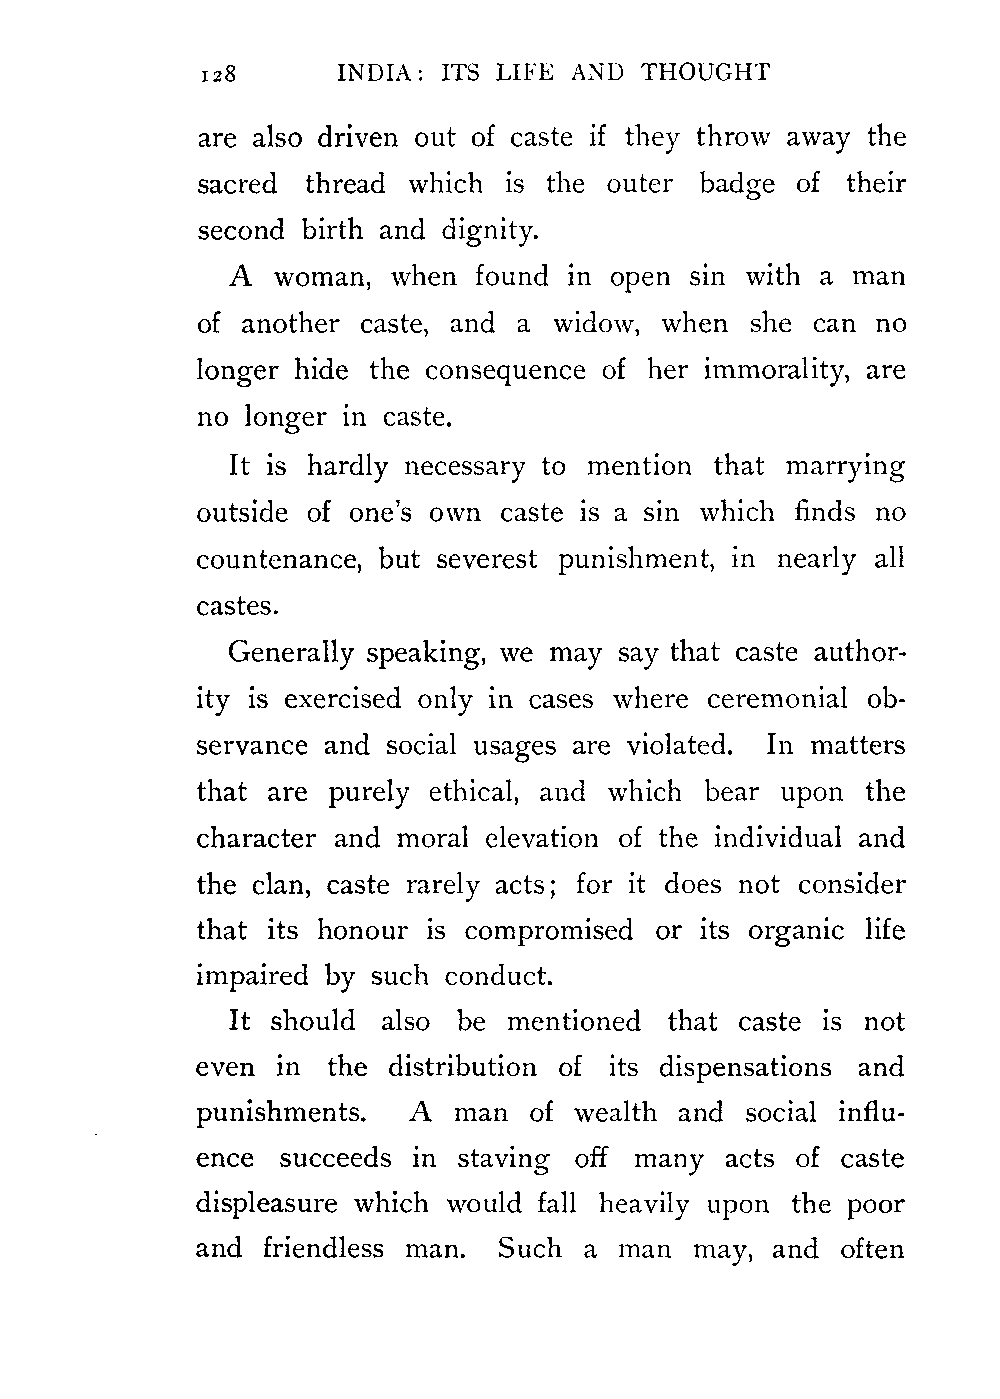 128 INDIA: ITS LIFE AND THOUGHT
are also driven out of caste if they throw away the
sacred thread which is the outer badge of their
second birth and dignity.
A woman, when found in open sin with a man
of another caste, and a widow, when she can no
longer hide the consequence of her immorality, are
no longer in caste.
It is hardly necessary to mention that marrying
outside of one's own caste is a sin which finds no
countenance, but severest punishment, in nearly all
castes.
Generally speaking, we may say that caste author-
ity is exercised only in cases where ceremonial ob-
servance and social usages are violated. In matters
that are purely ethical, and which bear upon the
character and moral elevation of the individual and
the clan, caste rarely acts; for it does not consider
that its honour is compromised or its organic life
impaired by such conduct.
It should also be mentioned that caste is not
even in the distribution of its dispensations and
punishments. A man of wealth and social influ-
ence succeeds in staving off many acts of caste
displeasure which would fall heavily upon the poor
and friendless man. Such a man may, and often